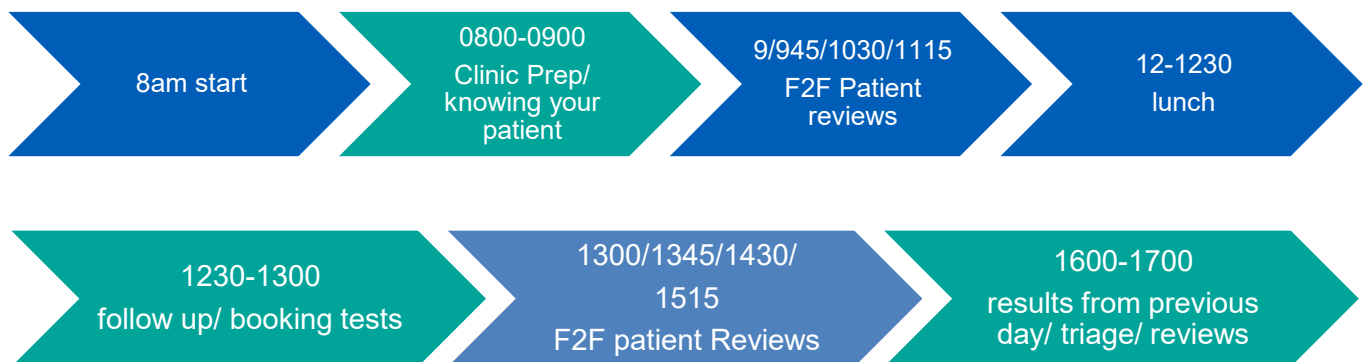 8am start
0800-0900
Clinic Prep/
knowing your
patient
9/945/1030/1115
F2F Patient
reviews
12-1230
lunch
1230-1300
follow up/ booking tests
1300/1345/1430/
1515
F2F patient Reviews
1600-1700
results from previous
day/ triage/ reviews